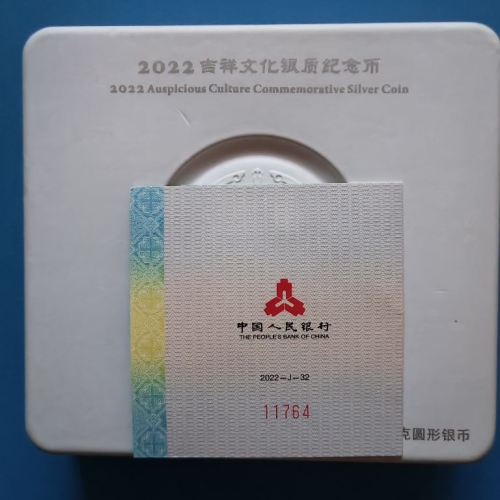 2022吉祥文化银质纪念币
2022 Auspicious Culture Commemorative Silver Coin
中国人民银行
THE PEOPLE'S BANK OF CHINA
2022-J-32
11764
克圆形银币